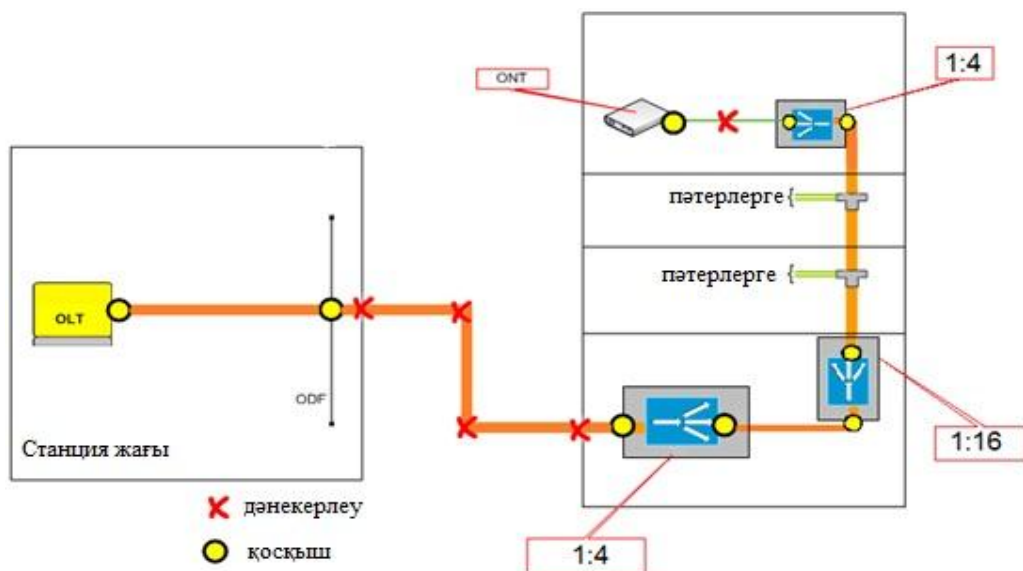 ONT
1:4
пәтерлерге {
пәтерлерге {
OLT
ODF
Станция жағы
1:16
1:4
дәнекерлеу
қосқыш